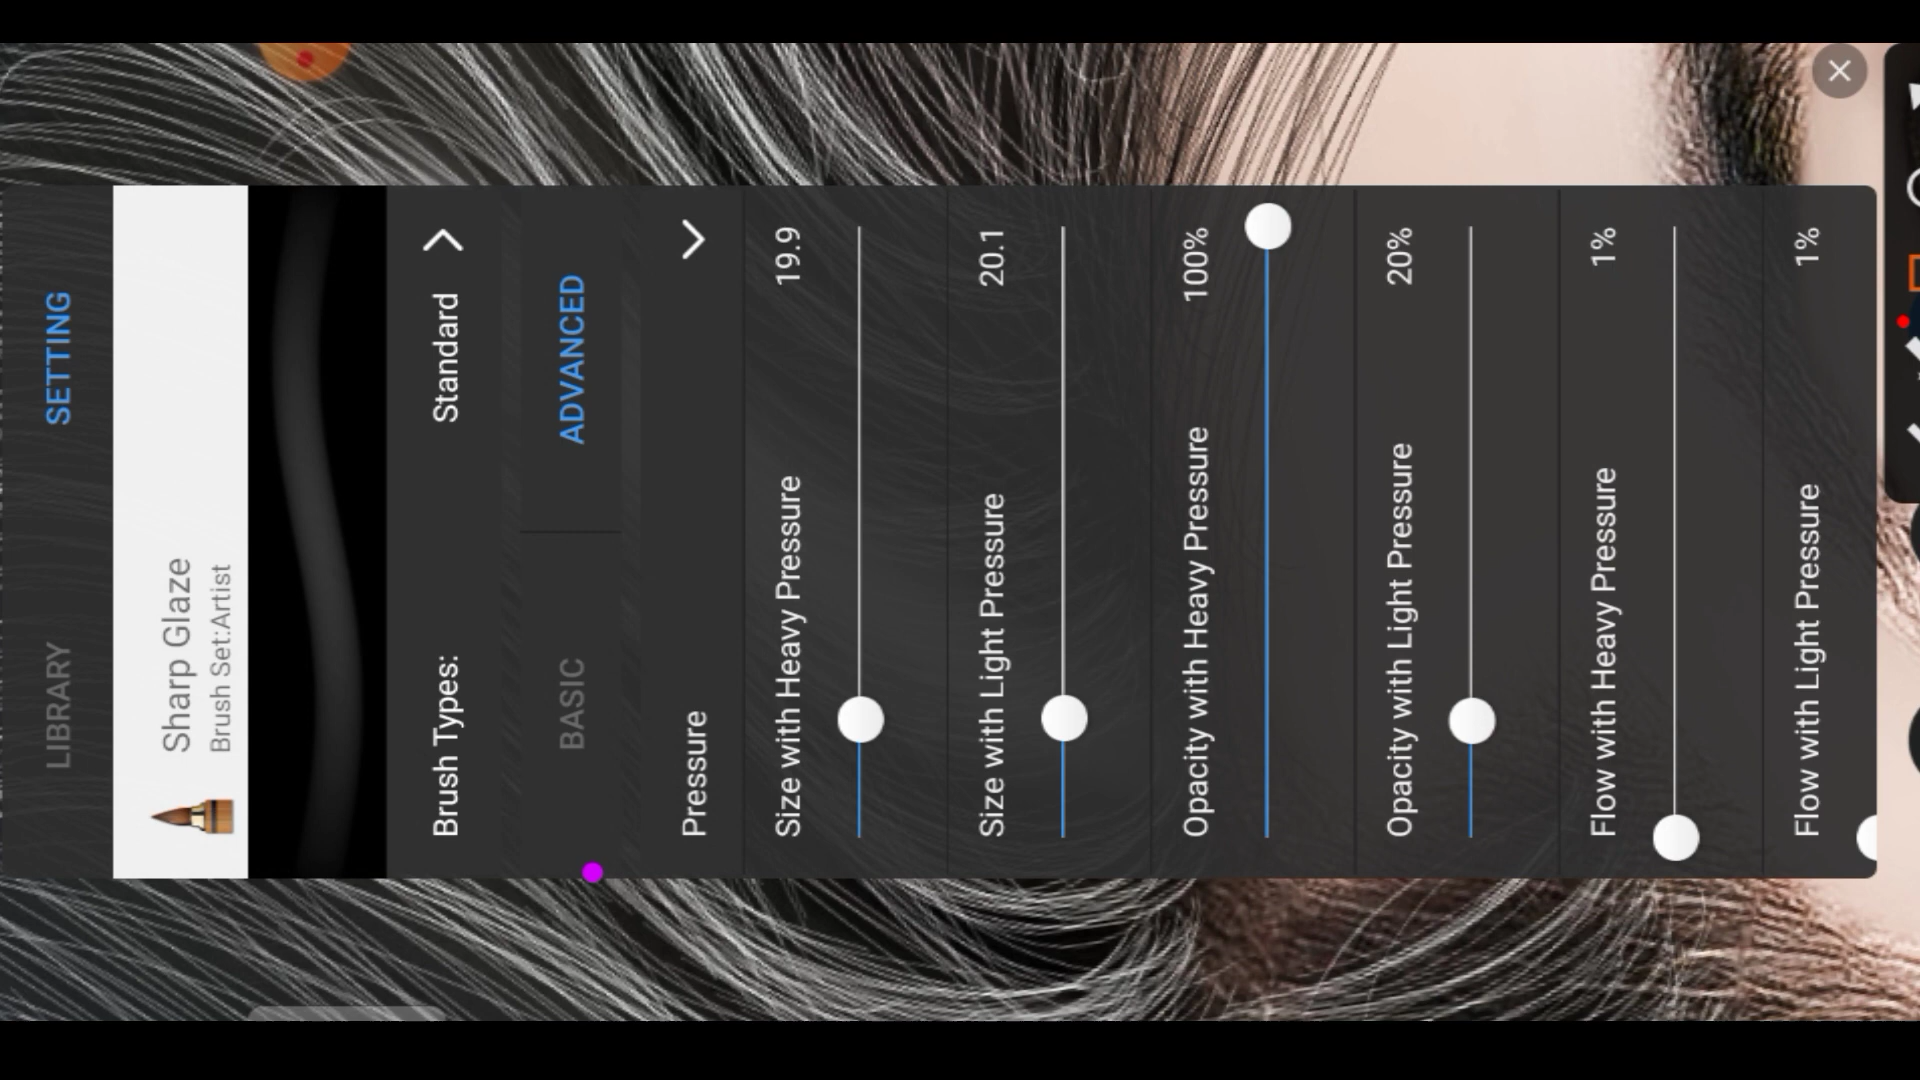 LIBRARY SETTING
Sharp Glaze
Brush Set:Artist
Brush Types: Standard
BASIC ADVANCED
Pressure
Size with Heavy Pressure 19.9
Size with Light Pressure 20.1
Opacity with Heavy Pressure 100%
Opacity with Light Pressure 20%
Flow with Heavy Pressure 1%
Flow with Light Pressure 1%